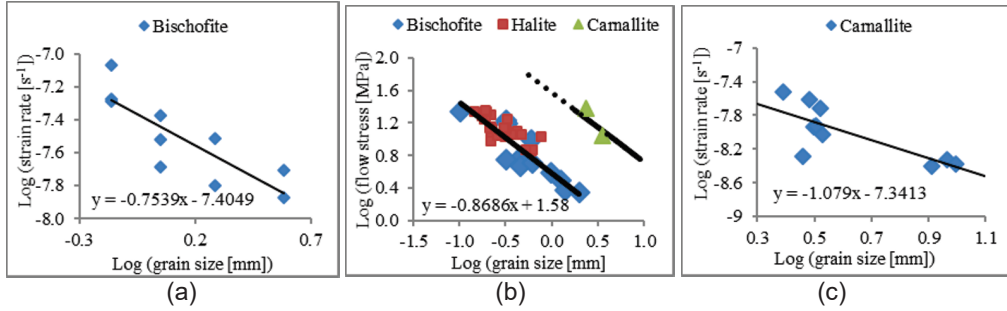 Bischofite
Log (strain rate [s⁻¹])
-7.0
-7.2
-7.4
-7.6
-7.8
-8.0
y = -0.7539x - 7.4049
-0.3
0.2
0.7
Log (grain size [mm])
(a)
Bischofite Halite Carnallite
Log (flow stress [MPa])
2.0
1.6
1.2
0.8
0.4
0.0
y = -0.8686x + 1.58
-1.5
-1.0
-0.5
0.0
0.5
1.0
Log (grain size [mm]
(b)
Carnallite
Log (strain rate [s⁻¹])
-7
-7.4
-7.8
-8.2
-8.6
-9
y = -1.079x - 7.3413
0.3
0.5
0.7
0.9
1.1
Log (grain size [mm])
(c)